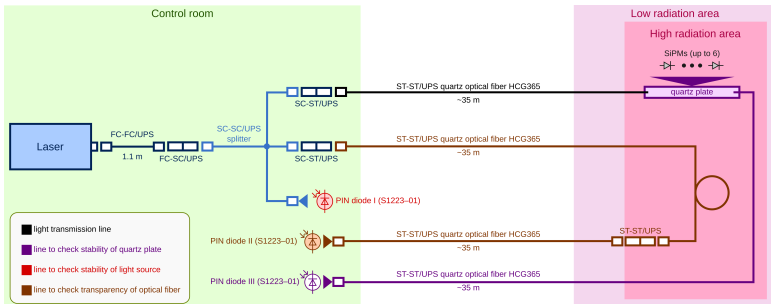 Control room
Low radiation area
High radiation area
SiPMs (up to 6)
ST-ST/UPS quartz optical fiber HCG365
~35 m
quartz plate
SC-ST/UPS
Laser
FC-FC/UPS
1.1 m
FC-SC/UPS
SC-SC/UPS
splitter
SC-ST/UPS
ST-ST/UPS quartz optical fiber HCG365
~35 m
PIN diode I (S1223–01)
light transmission line
line to check stability of quartz plate
line to check stability of light source
line to check transparency of optical fiber
PIN diode II (S1223–01)
ST-ST/UPS quartz optical fiber HCG365
~35 m
ST-ST/UPS
PIN diode III (S1223–01)
ST-ST/UPS quartz optical fiber HCG365
~35 m